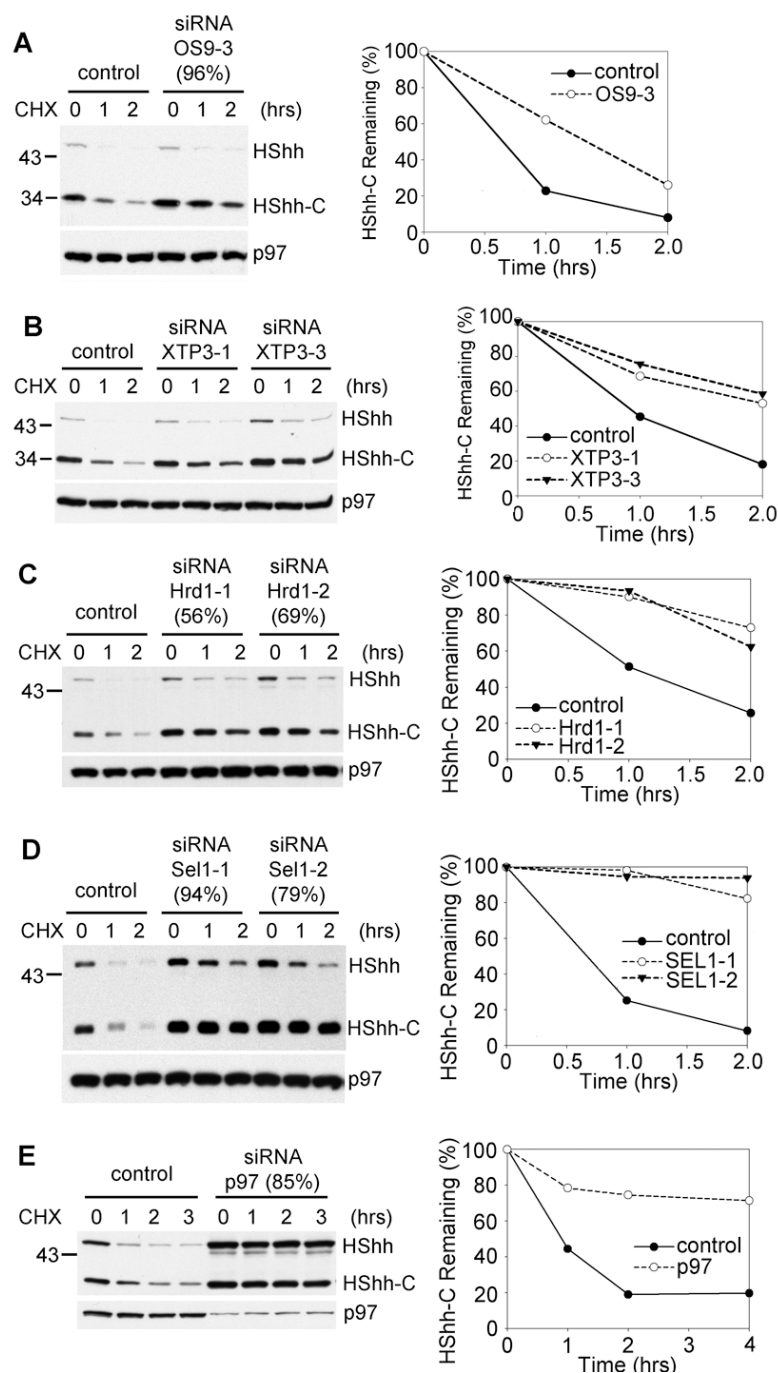 A
siRNA
OS9-3
control (96%)
CHX 0 1 2 0 1 2 (hrs)
43
HShh
34
HShh-C
p97
HShh-C Remaining (%)
100
80
60
40
20
0
control
OS9-3
0 0.5 1.0 1.5 2.0
Time (hrs)
B
siRNA siRNA
control XTP3-1 XTP3-3
CHX 0 1 2 0 1 2 0 1 2 (hrs)
43
HShh
34
HShh-C
p97
HShh-C Remaining (%)
100
80
60
40
20
0
control
XTP3-1
XTP3-3
0 0.5 1.0 1.5 2.0
Time (hrs)
C
siRNA siRNA
Hrd1-1 Hrd1-2
control (56%) (69%)
CHX 0 1 2 0 1 2 0 1 2 (hrs)
HShh
43
HShh-C
p97
HShh-C Remaining (%)
100
80
60
40
20
0
control
Hrd1-1
Hrd1-2
0 0.5 1.0 1.5 2.0
Time (hrs)
D
siRNA siRNA
Sel1-1 Sel1-2
control (94%) (79%)
CHX 0 1 2 0 1 2 0 1 2 (hrs)
HShh
43
HShh-C
p97
HShh-C Remaining (%)
100
80
60
40
20
0
control
SEL1-1
SEL1-2
0 0.5 1.0 1.5 2.0
Time (hrs)
E
siRNA
control p97 (85%)
CHX 0 1 2 3 0 1 2 3 (hrs)
HShh
43
HShh-C
p97
HShh-C Remaining (%)
100
80
60
40
20
0
control
p97
0 1 2 3 4
Time (hrs)